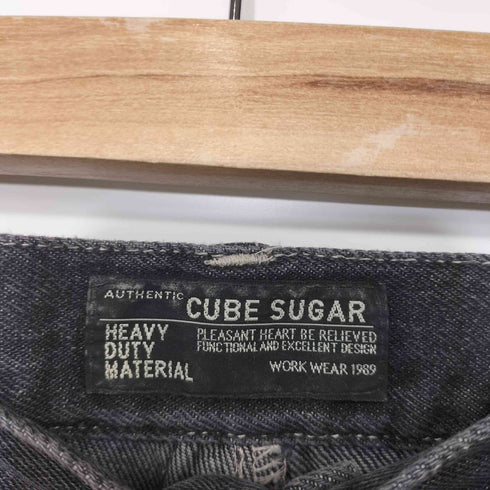 AUTHENTIC CUBE SUGAR
HEAVY DUTY MATERIAL
PLEASANT HEART BE RELIEVED
FUNCTIONAL AND EXCELLENT DESIGN
WORK WEAR 1989